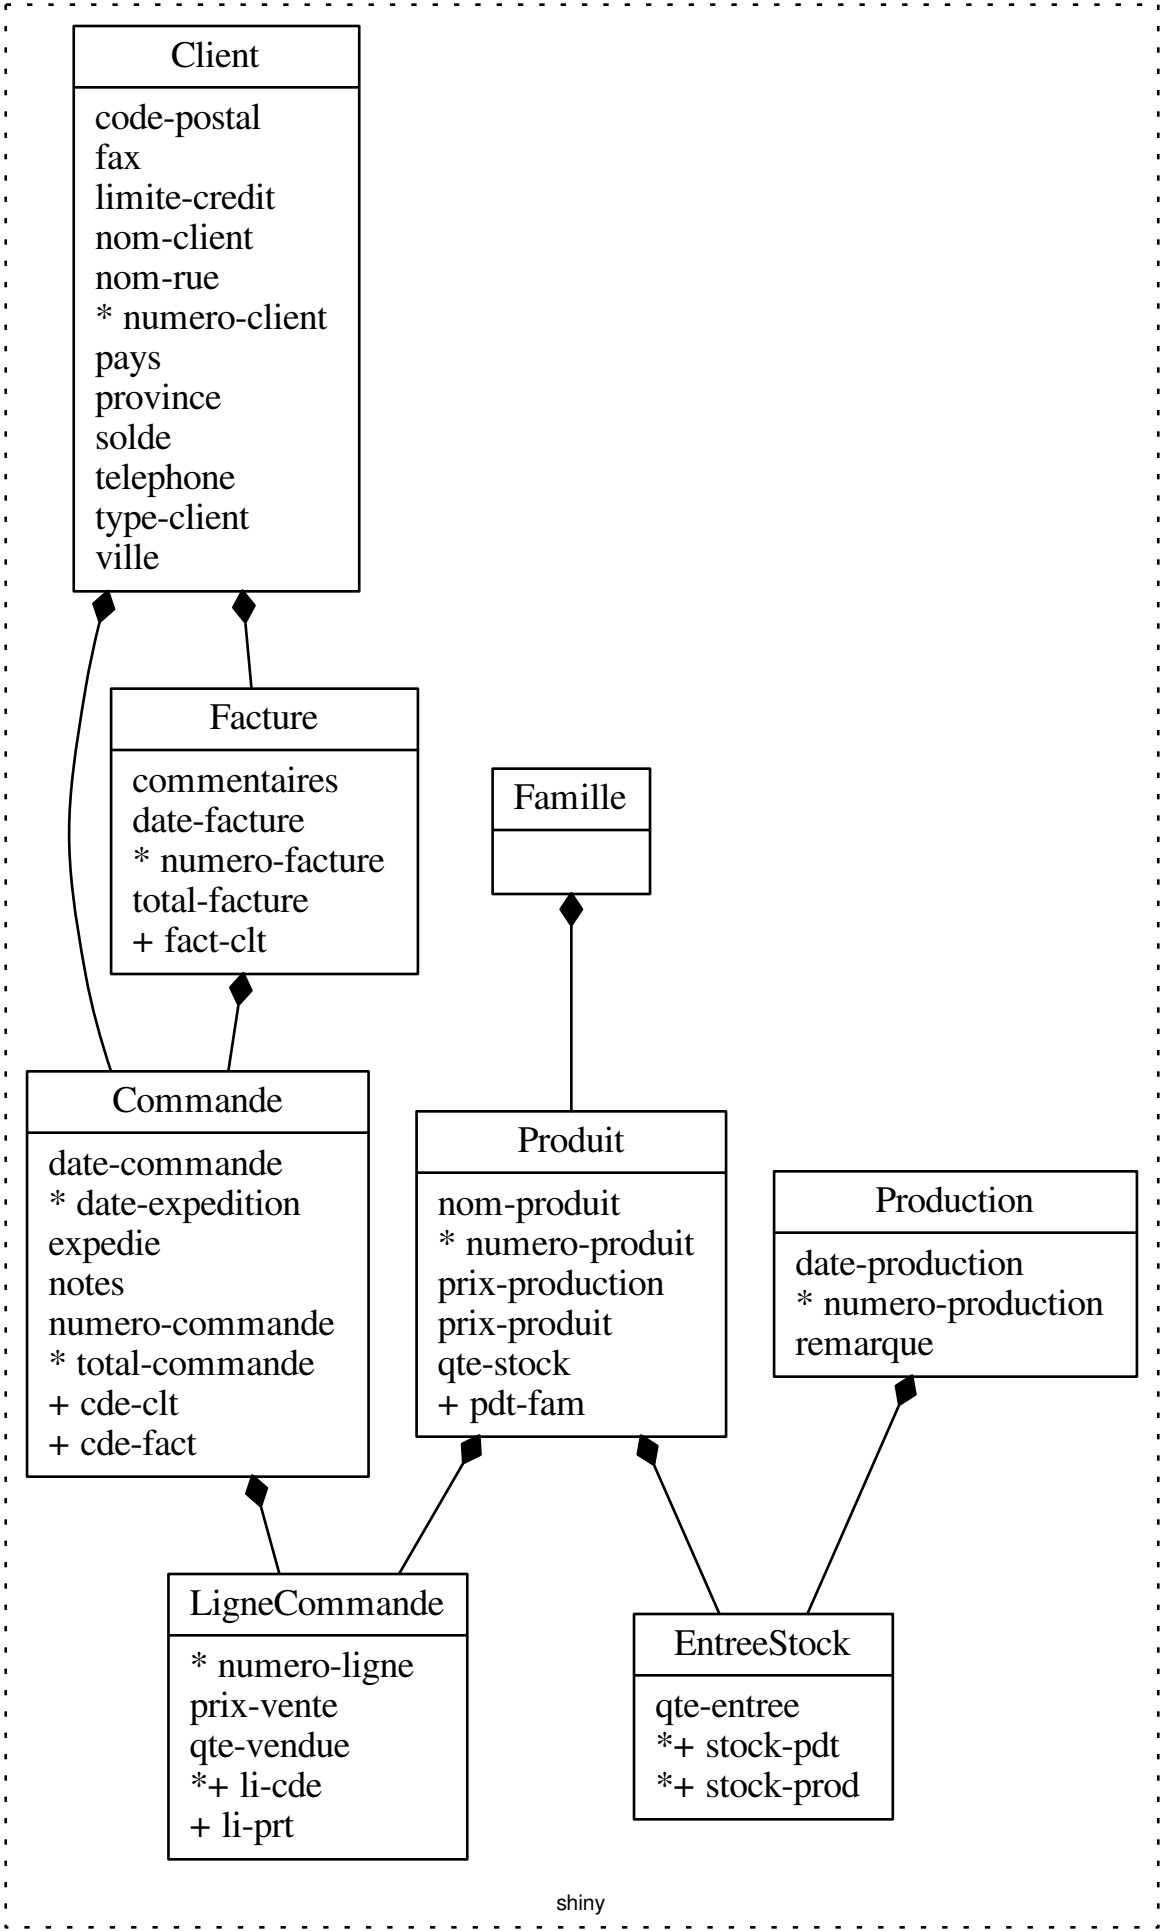 Client
code-postal
fax
limite-credit
nom-client
nom-rue
* numero-client
pays
province
solde
telephone
type-client
ville
Facture
commentaires
date-facture
* numero-facture
total-facture
+ fact-clt
Famille
Commande
date-commande
* date-expedition
expedie
notes
numero-commande
* total-commande
+ cde-clt
+ cde-fact
Produit
nom-produit
* numero-produit
prix-production
prix-produit
qte-stock
+ pdt-fam
Production
date-production
* numero-production
remarque
LigneCommande
* numero-ligne
prix-vente
qte-vendue
*+ li-cde
+ li-prt
EntreeStock
qte-entree
*+ stock-pdt
*+ stock-prod
shiny